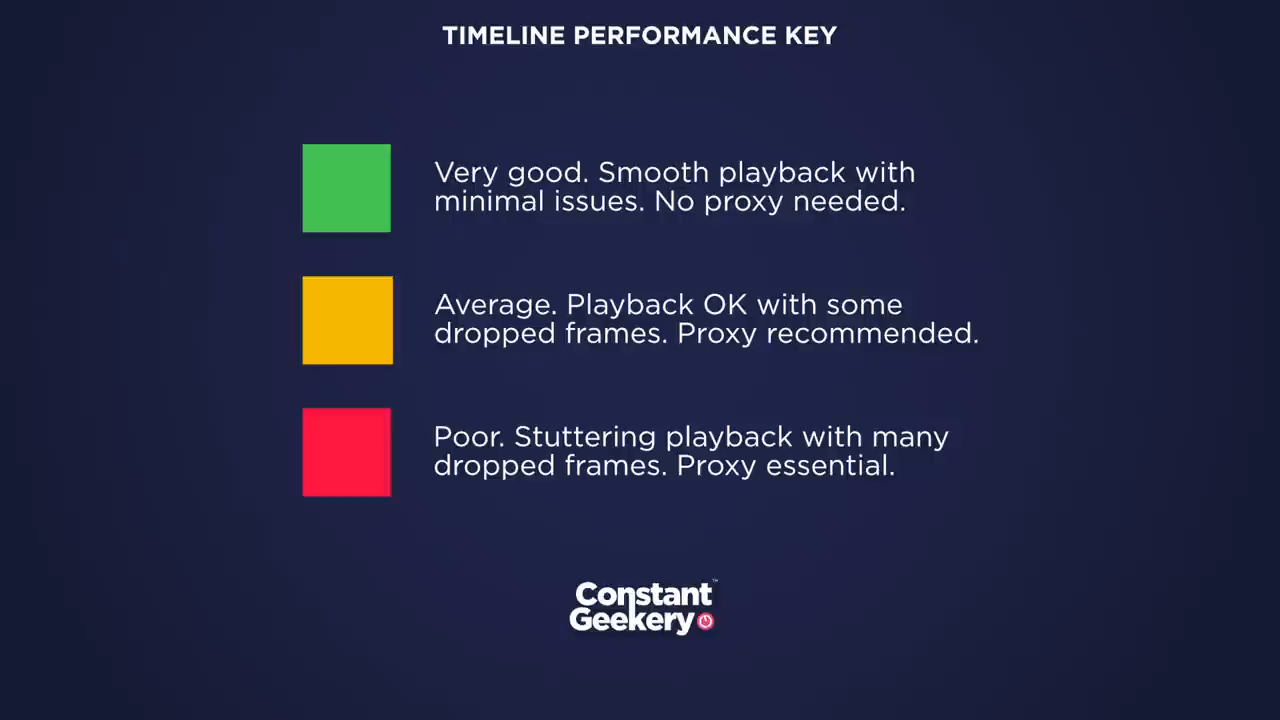 TIMELINE PERFORMANCE KEY
Very good. Smooth playback with
minimal issues. No proxy needed.
Average. Playback OK with some
dropped frames. Proxy recommended.
Poor. Stuttering playback with many
dropped frames. Proxy essential.
Constant™
Geekery